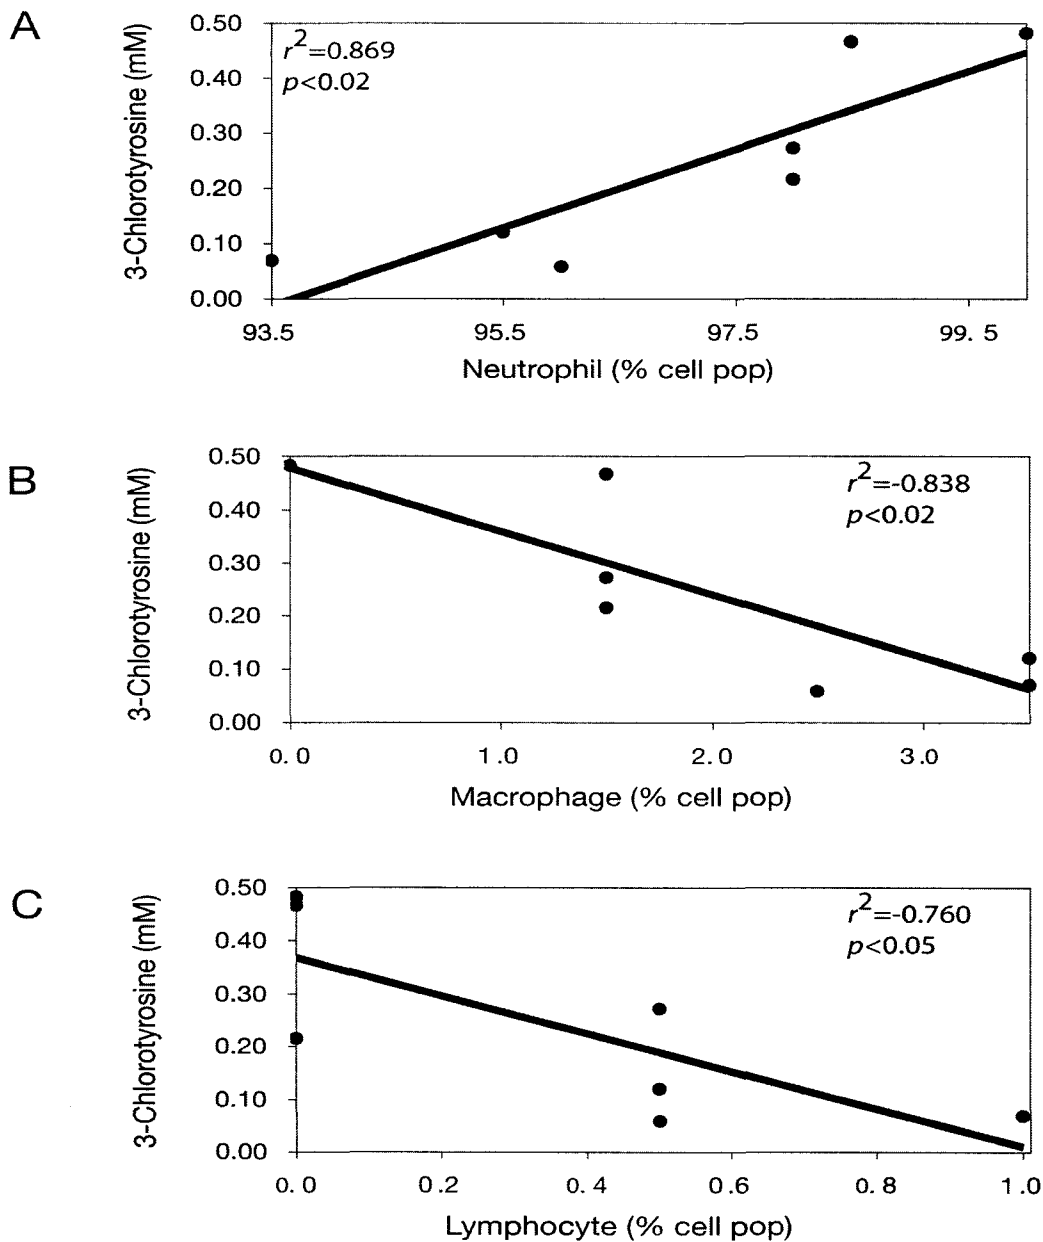 A
3-Chlorotyrosine (mM)
0.50
0.40
0.30
0.20
0.10
0.00
r2=0.869
p<0.02
93.5 95.5 97.5 99. 5
Neutrophil (% cell pop)
B
3-Chlorotyrosine (mM)
0.50
0.40
0.30
0.20
0.10
0.00
r2=-0.838
p<0.02
0. 0 1. 0 2. 0 3. 0
Macrophage (% cell pop)
C
3-Chlorotyrosine (mM)
0.50
0.40
0.30
0.20
0.10
0.00
r2=-0.760
p<0.05
0. 0 0. 2 0. 4 0. 6 0. 8 1. 0
Lymphocyte (% cell pop)